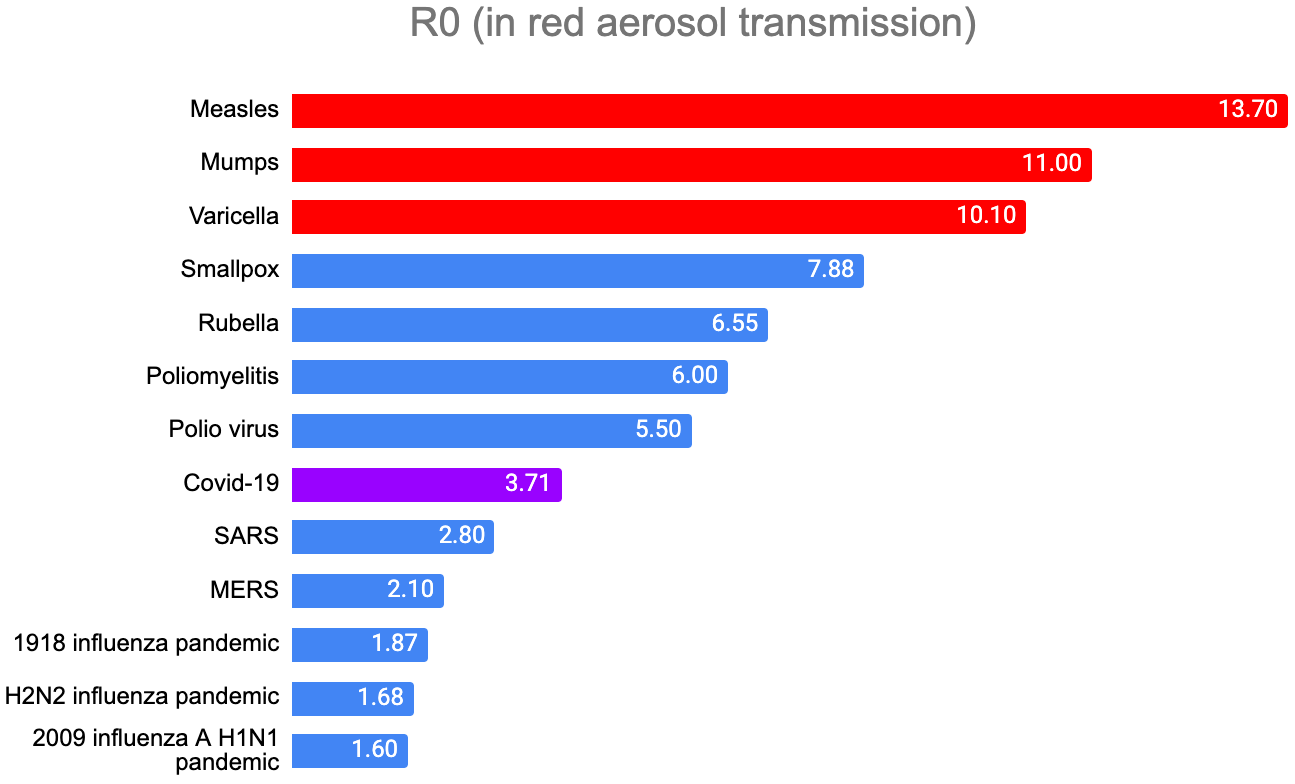 R0 (in red aerosol transmission)
Measles 13.70
Mumps 11.00
Varicella 10.10
Smallpox 7.88
Rubella 6.55
Poliomyelitis 6.00
Polio virus 5.50
Covid-19 3.71
SARS 2.80
MERS 2.10
1918 influenza pandemic 1.87
H2N2 influenza pandemic 1.68
2009 influenza A H1N1
pandemic 1.60